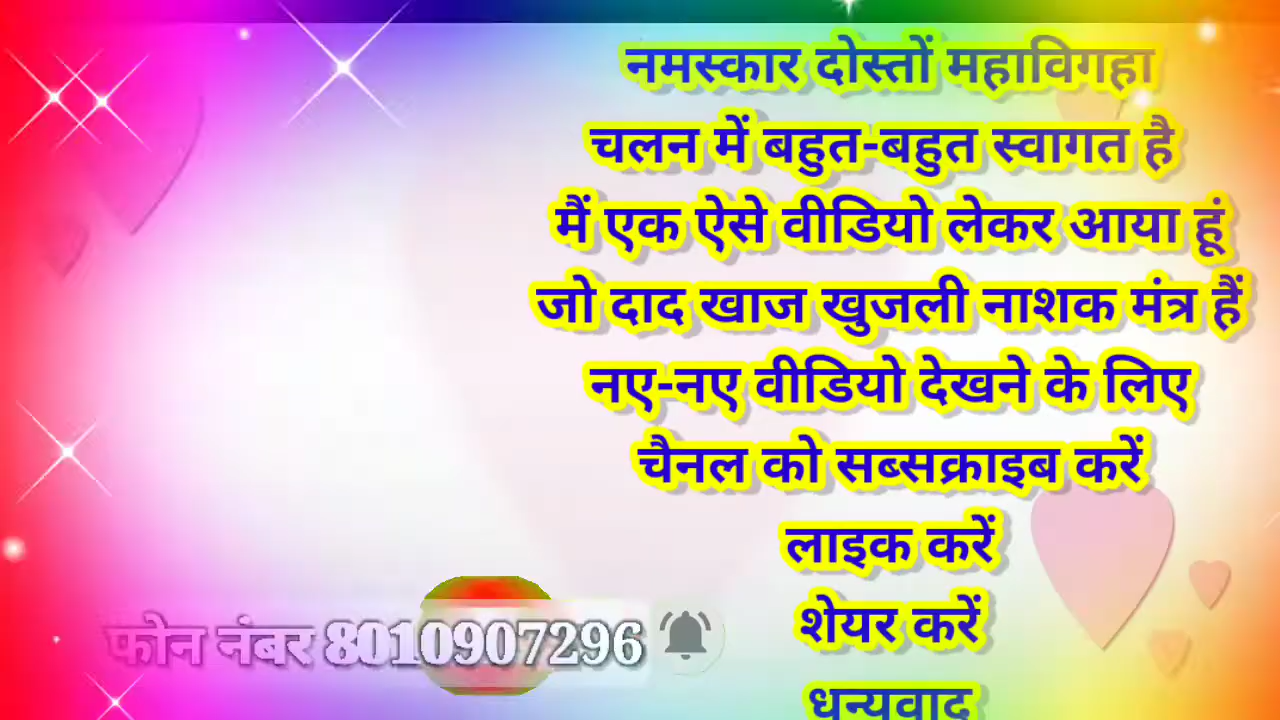 नमस्कार दोस्तों महाविगहा
चलन में बहुत-बहुत स्वागत है
मैं एक ऐसे वीडियो लेकर आया हूं
जो दाद खाज खुजली नाशक मंत्र हैं
नए-नए वीडियो देखने के लिए
चैनल को सब्सक्राइब करें
लाइक करें
शेयर करें
धन्यवाद
फोन नंबर 8010907296